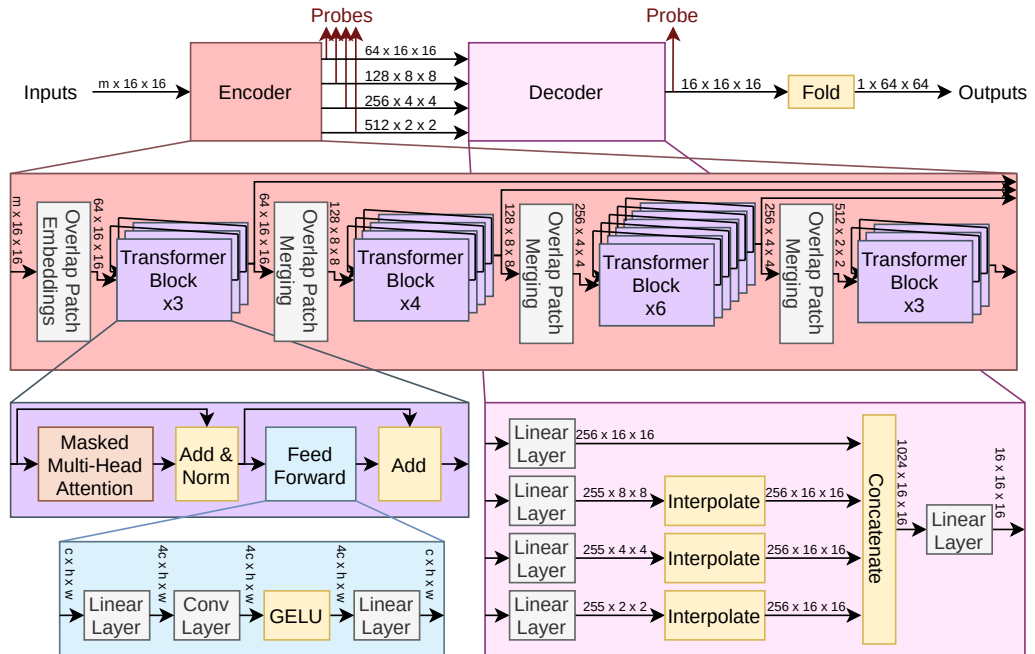 Probes
Probe
Inputs
m x 16 x 16
Encoder
64 x 16 x 16
128 x 8 x 8
256 x 4 x 4
512 x 2 x 2
Decoder
16 x 16 x 16
Fold
1 x 64 x 64
Outputs
m x 16 x 16
Overlap Patch
Embeddings
64 x 16 x 16
Transformer
Block
x3
64 x 16 x 16
Overlap Patch
Merging
128 x 8 x 8
Transformer
Block
x4
128 x 8 x 8
Overlap Patch
Merging
256 x 4 x 4
Transformer
Block
x6
256 x 4 x 4
Overlap Patch
Merging
512 x 2 x 2
Transformer
Block
x3
Masked
Multi-Head
Attention
Add &
Norm
Feed
Forward
Add
c x h x w
Linear
Layer
4c x h x w
Conv
Layer
4c x h x w
GELU
4c x h x w
Linear
Layer
c x h x w
Linear
Layer
256 x 16 x 16
Linear
Layer
255 x 8 x 8
Interpolate
256 x 16 x 16
Linear
Layer
255 x 4 x 4
Interpolate
256 x 16 x 16
Linear
Layer
255 x 2 x 2
Interpolate
256 x 16 x 16
Concatenate
1024 x 16 x 16
Linear
Layer
16 x 16 x 16